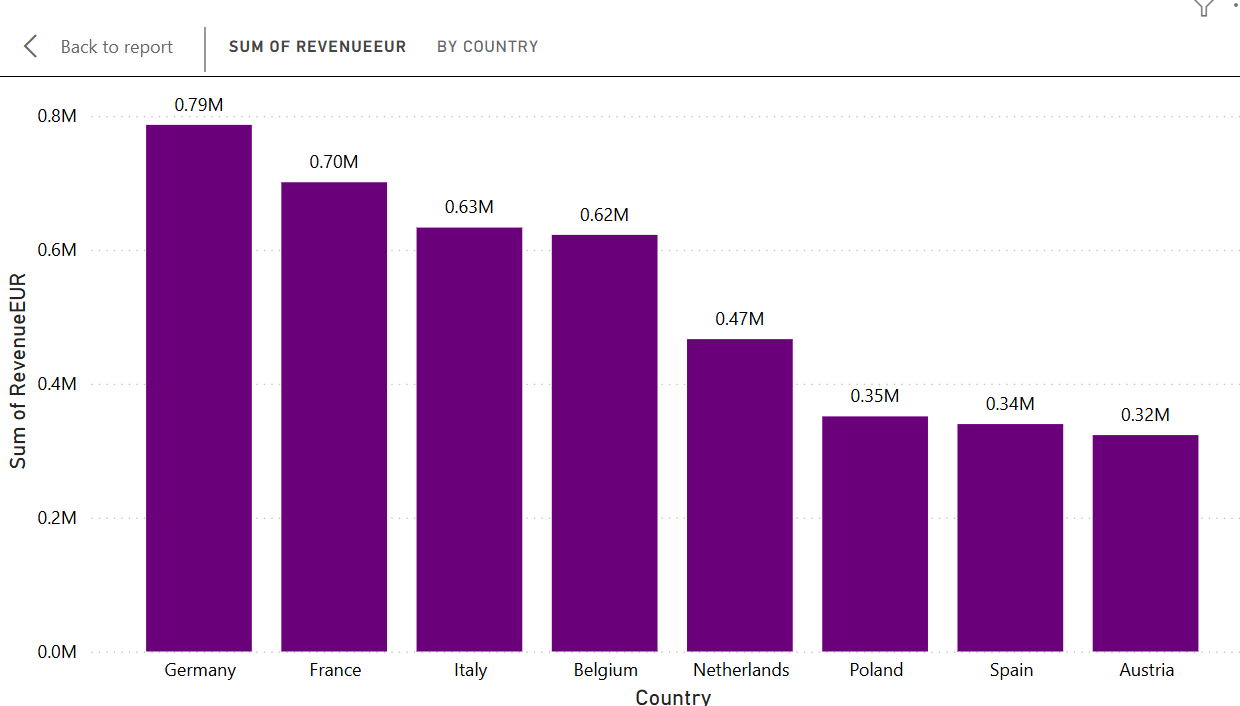 Back to report
SUM OF REVENUEEUR BY COUNTRY
Sum of RevenueEUR
0.8M
0.6M
0.4M
0.2M
0.0M
0.79M
0.70M
0.63M
0.62M
0.47M
0.35M
0.34M
0.32M
Germany France Italy Belgium Netherlands Poland Spain Austria
Country